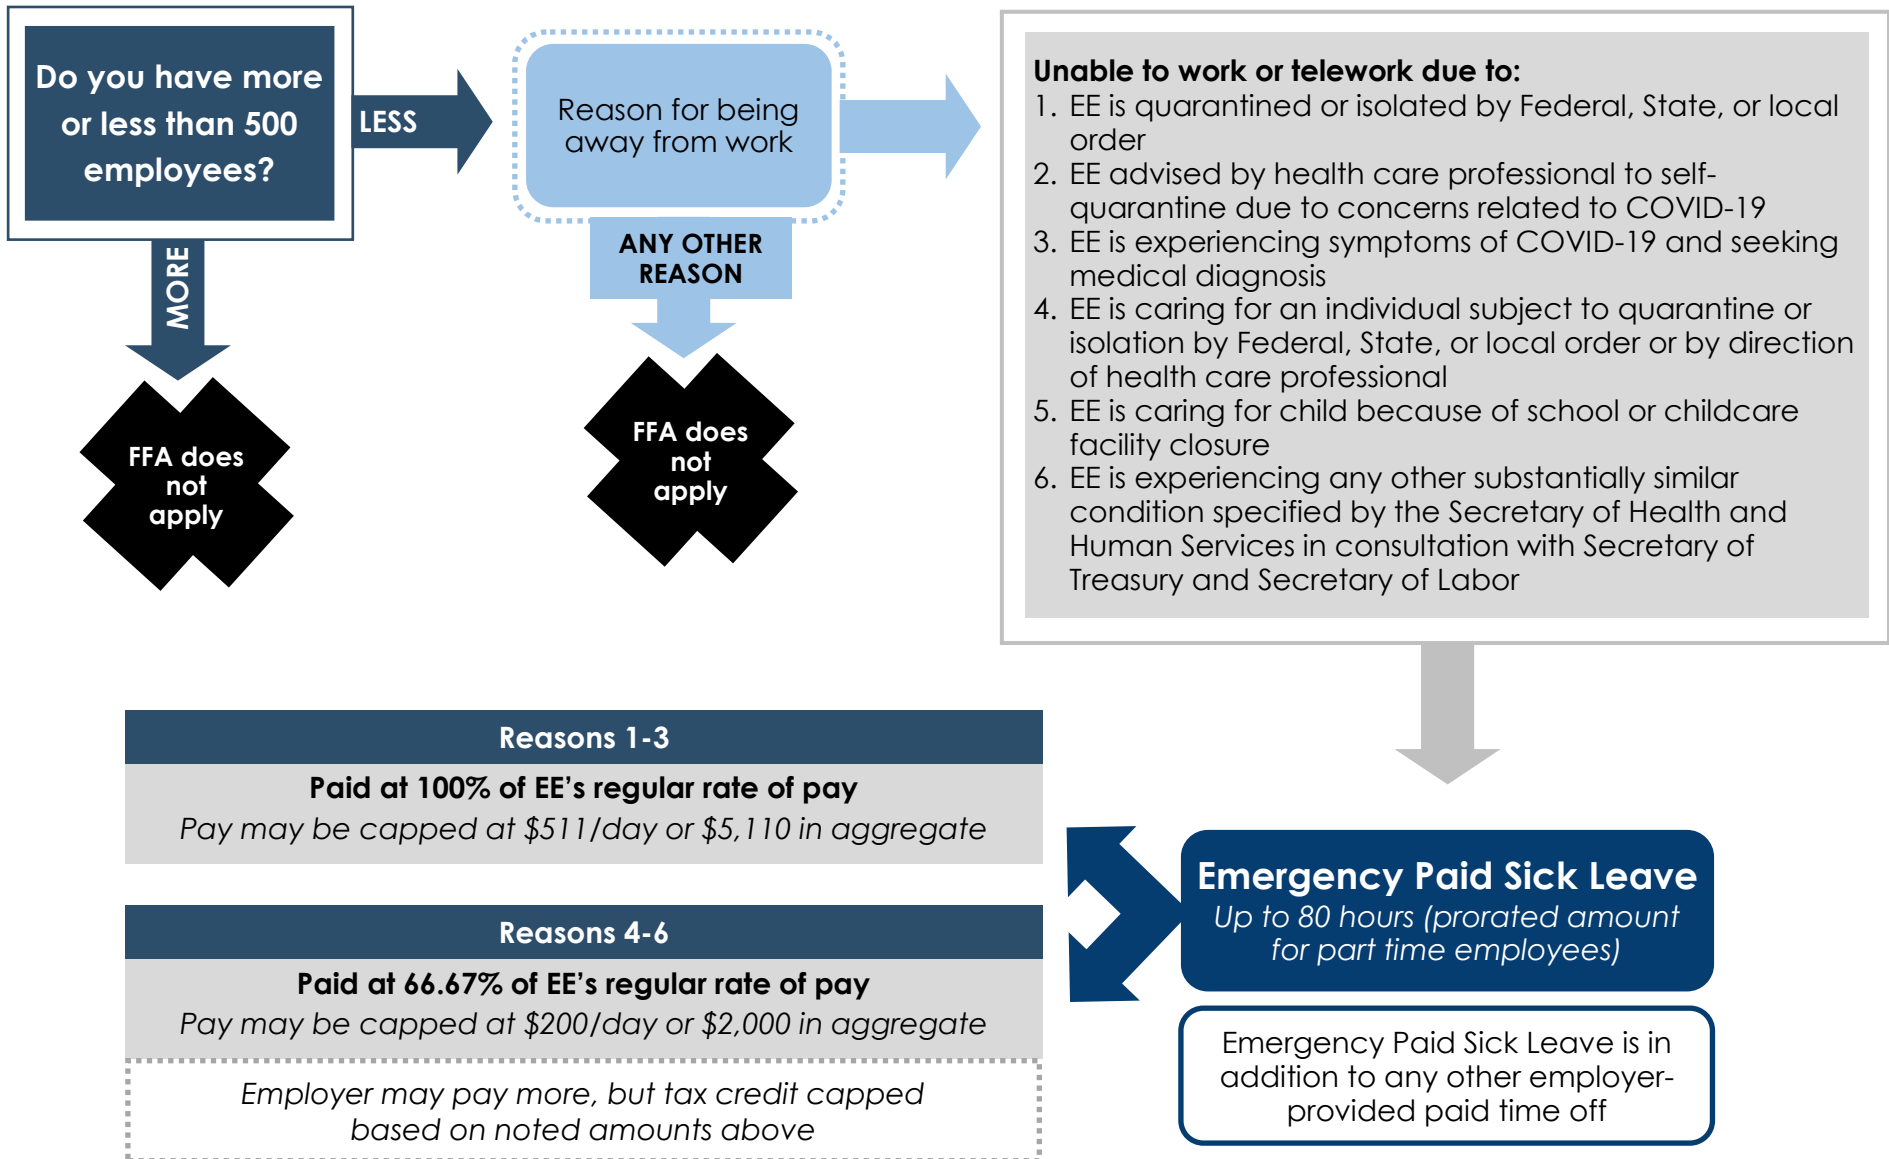 Do you have more
or less than 500
employees?
LESS
MORE
FFA does
not
apply
Reason for being
away from work
ANY OTHER
REASON
FFA does
not
apply
Unable to work or telework due to:
1. EE is quarantined or isolated by Federal, State, or local
order
2. EE advised by health care professional to self-
quarantine due to concerns related to COVID-19
3. EE is experiencing symptoms of COVID-19 and seeking
medical diagnosis
4. EE is caring for an individual subject to quarantine or
isolation by Federal, State, or local order or by direction
of health care professional
5. EE is caring for child because of school or childcare
facility closure
6. EE is experiencing any other substantially similar
condition specified by the Secretary of Health and
Human Services in consultation with Secretary of
Treasury and Secretary of Labor
Emergency Paid Sick Leave
Up to 80 hours (prorated amount
for part time employees)
Emergency Paid Sick Leave is in
addition to any other employer-
provided paid time off
Reasons 1-3
Paid at 100% of EE’s regular rate of pay
Pay may be capped at $511/day or $5,110 in aggregate
Reasons 4-6
Paid at 66.67% of EE’s regular rate of pay
Pay may be capped at $200/day or $2,000 in aggregate
Employer may pay more, but tax credit capped
based on noted amounts above